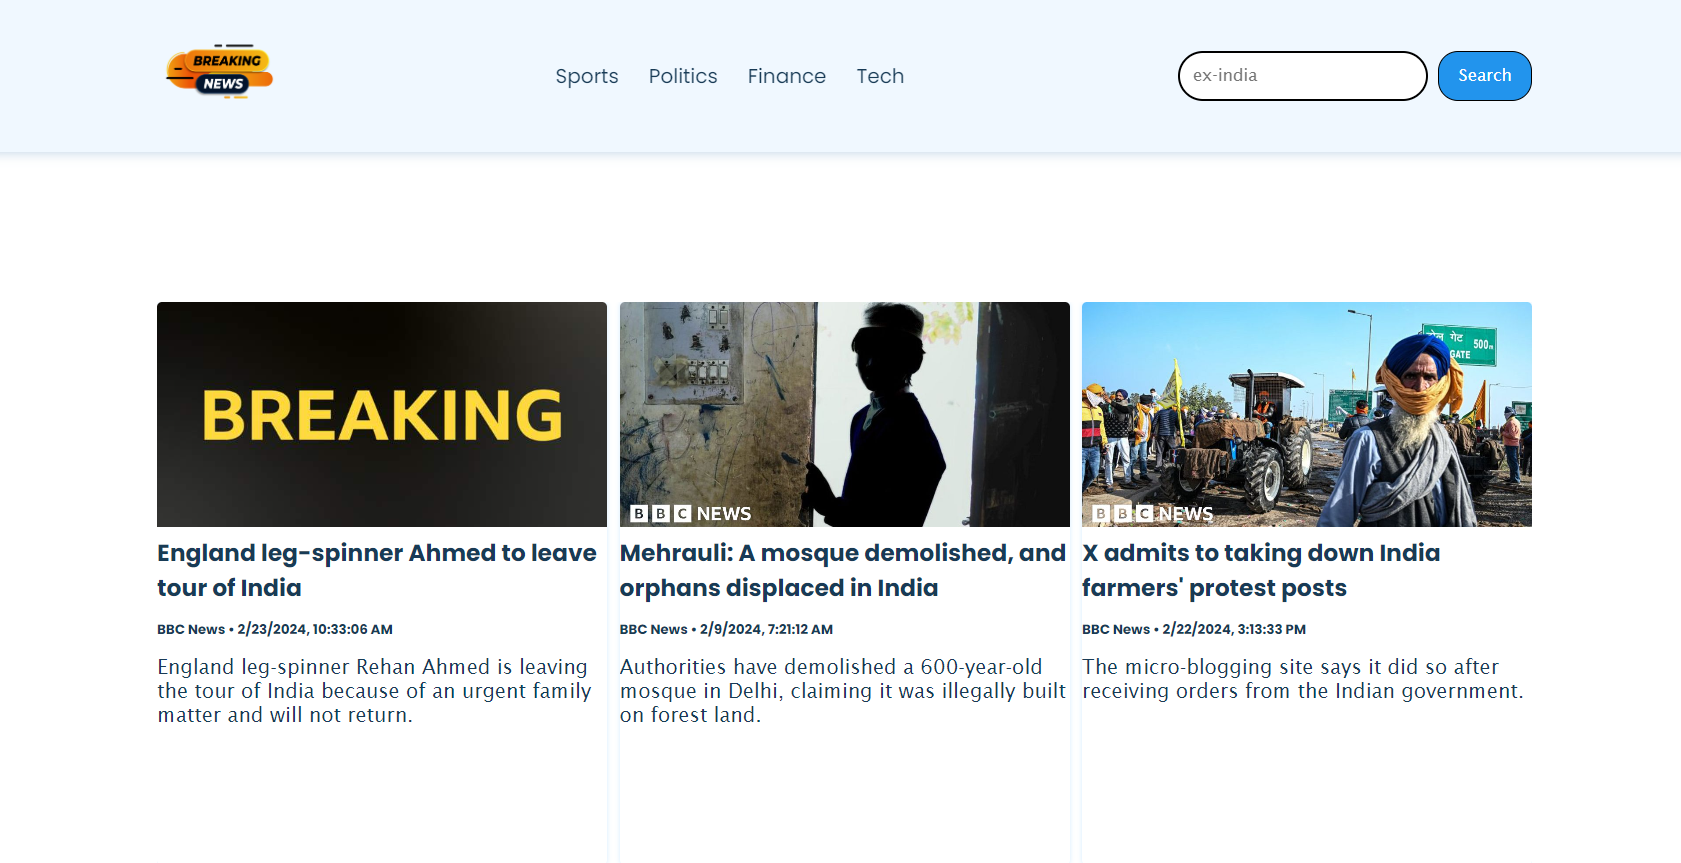 BREAKING
NEWS
Sports Politics Finance Tech
ex-india
Search
BREAKING
BBC NEWS
टोल गेट 500m
GATE
BBC NEWS
England leg-spinner Ahmed to leave
tour of India
BBC News • 2/23/2024, 10:33:06 AM
England leg-spinner Rehan Ahmed is leaving
the tour of India because of an urgent family
matter and will not return.
Mehrauli: A mosque demolished, and
orphans displaced in India
BBC News • 2/9/2024, 7:21:12 AM
Authorities have demolished a 600-year-old
mosque in Delhi, claiming it was illegally built
on forest land.
X admits to taking down India
farmers' protest posts
BBC News • 2/22/2024, 3:13:33 PM
The micro-blogging site says it did so after
receiving orders from the Indian government.